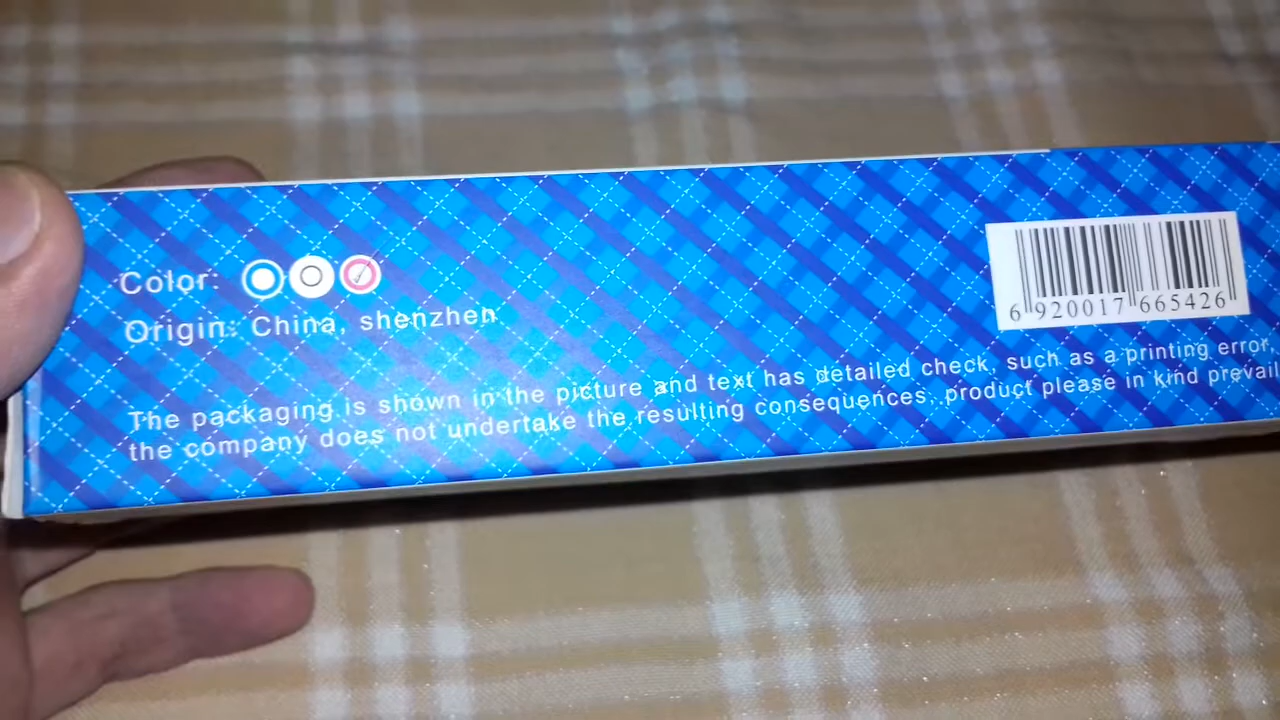 Color:
Origin: China, shenzhen
6 920017 665426
The packaging is shown in the picture and text has detailed check, such as a printing error,
the company does not undertake the resulting consequences, product please in kind prevail